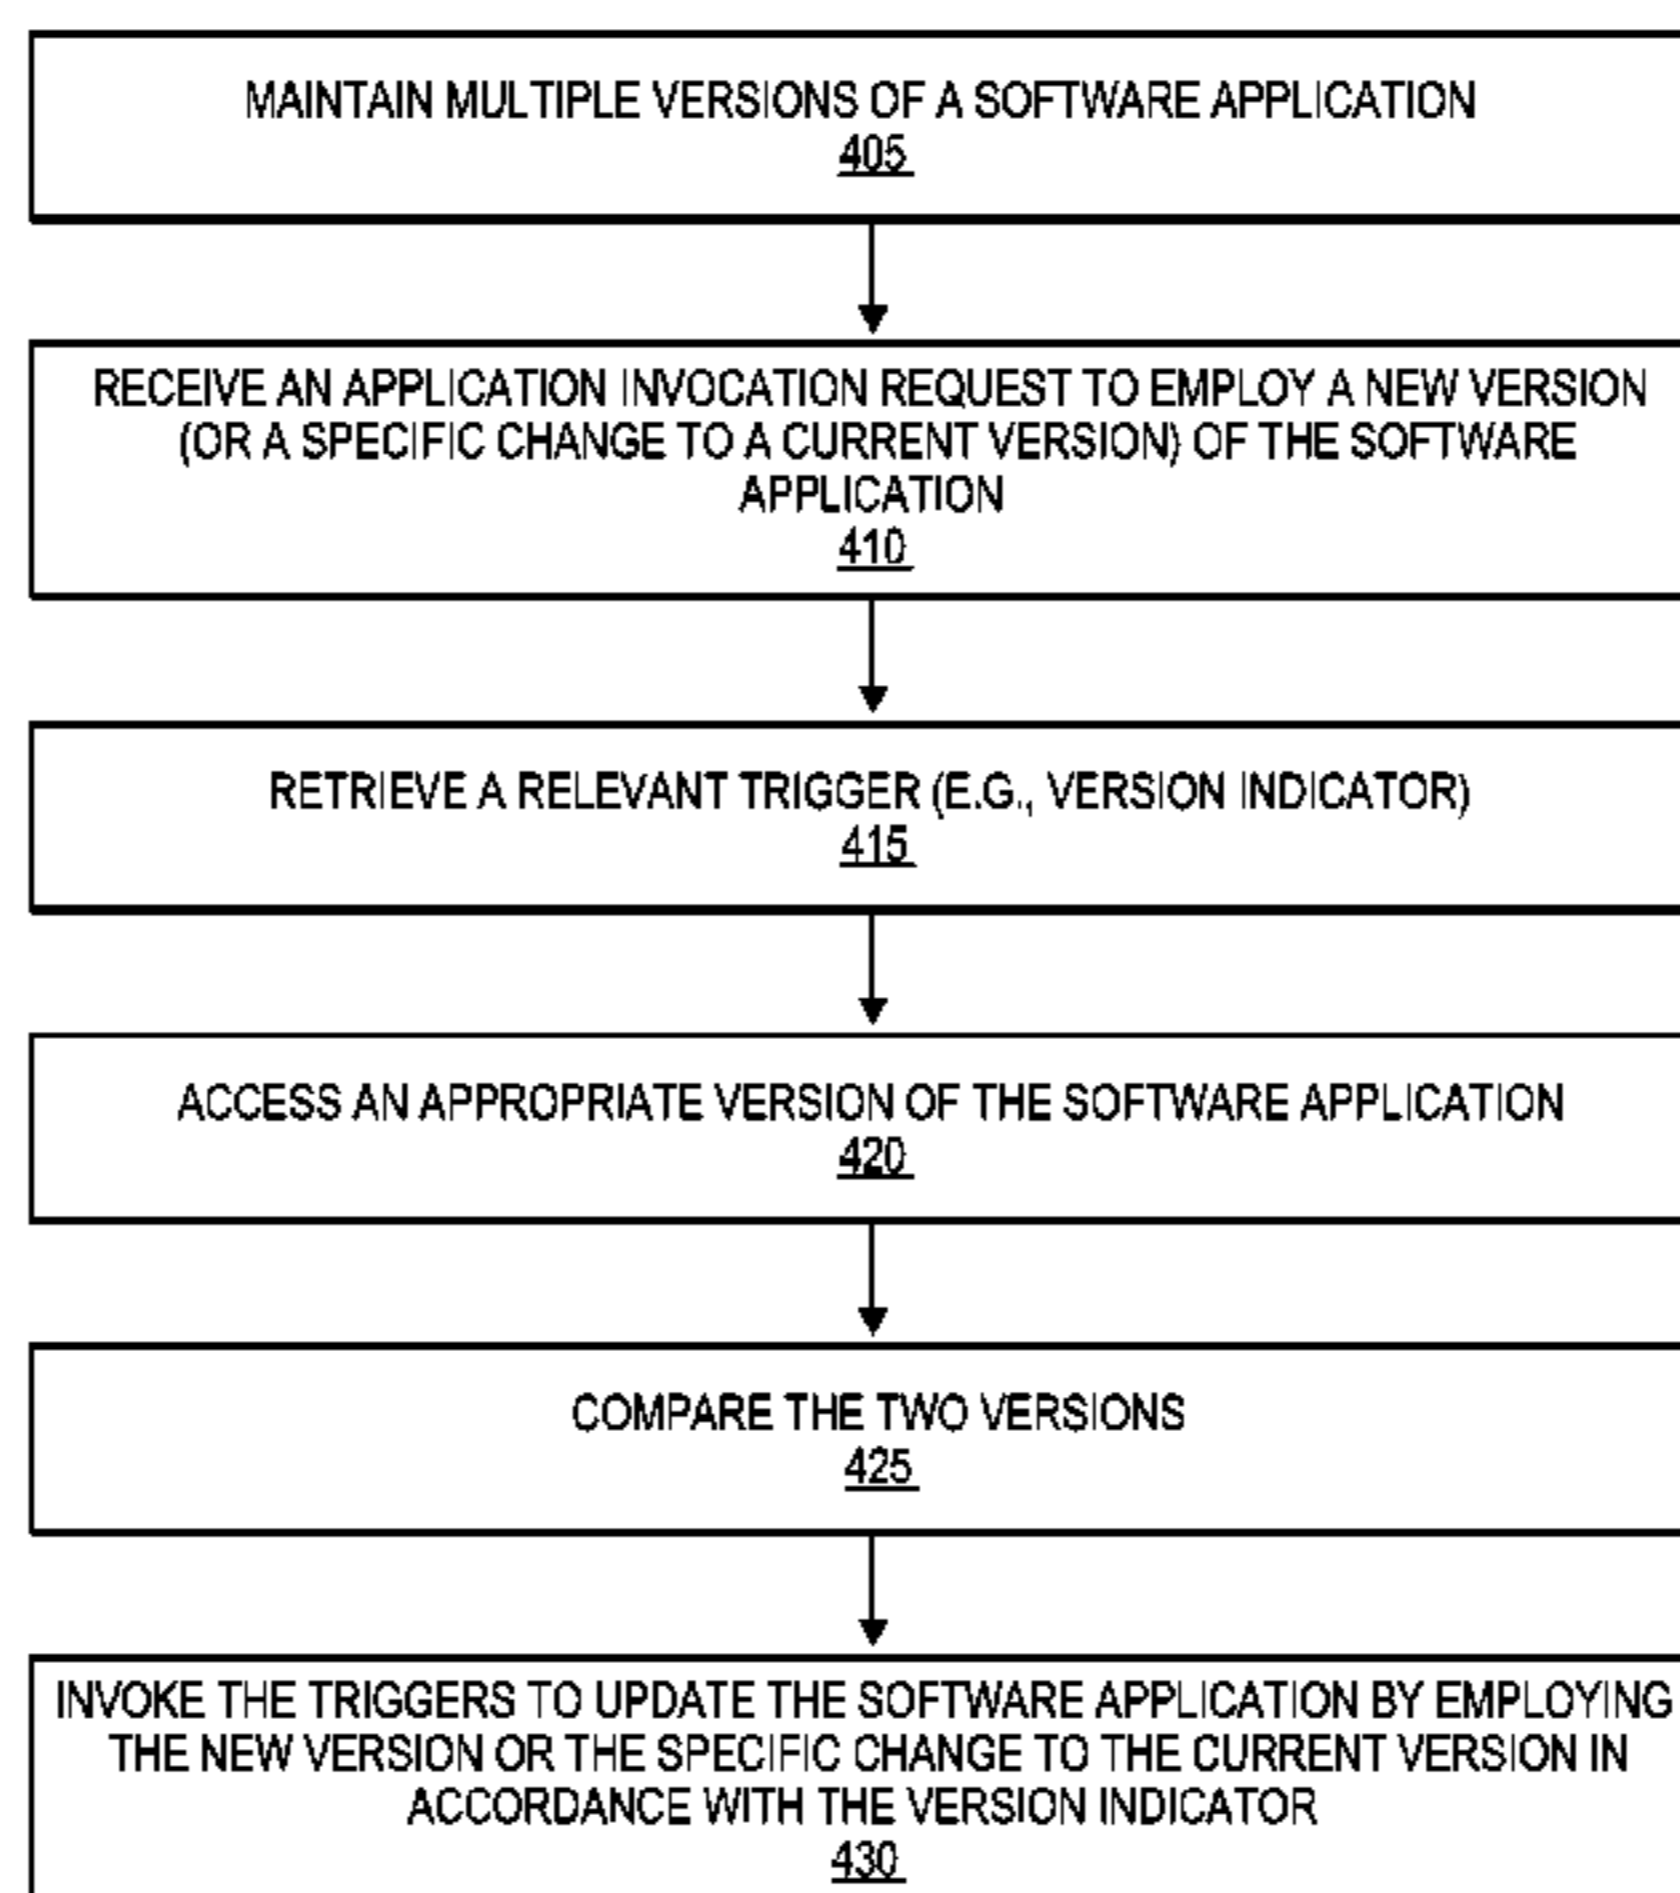 MAINTAIN MULTIPLE VERSIONS OF A SOFTWARE APPLICATION
405
RECEIVE AN APPLICATION INVOCATION REQUEST TO EMPLOY A NEW VERSION
(OR A SPECIFIC CHANGE TO A CURRENT VERSION) OF THE SOFTWARE
APPLICATION
410
RETRIEVE A RELEVANT TRIGGER (E.G., VERSION INDICATOR)
415
ACCESS AN APPROPRIATE VERSION OF THE SOFTWARE APPLICATION
420
COMPARE THE TWO VERSIONS
425
INVOKE THE TRIGGERS TO UPDATE THE SOFTWARE APPLICATION BY EMPLOYING
THE NEW VERSION OR THE SPECIFIC CHANGE TO THE CURRENT VERSION IN
ACCORDANCE WITH THE VERSION INDICATOR
430